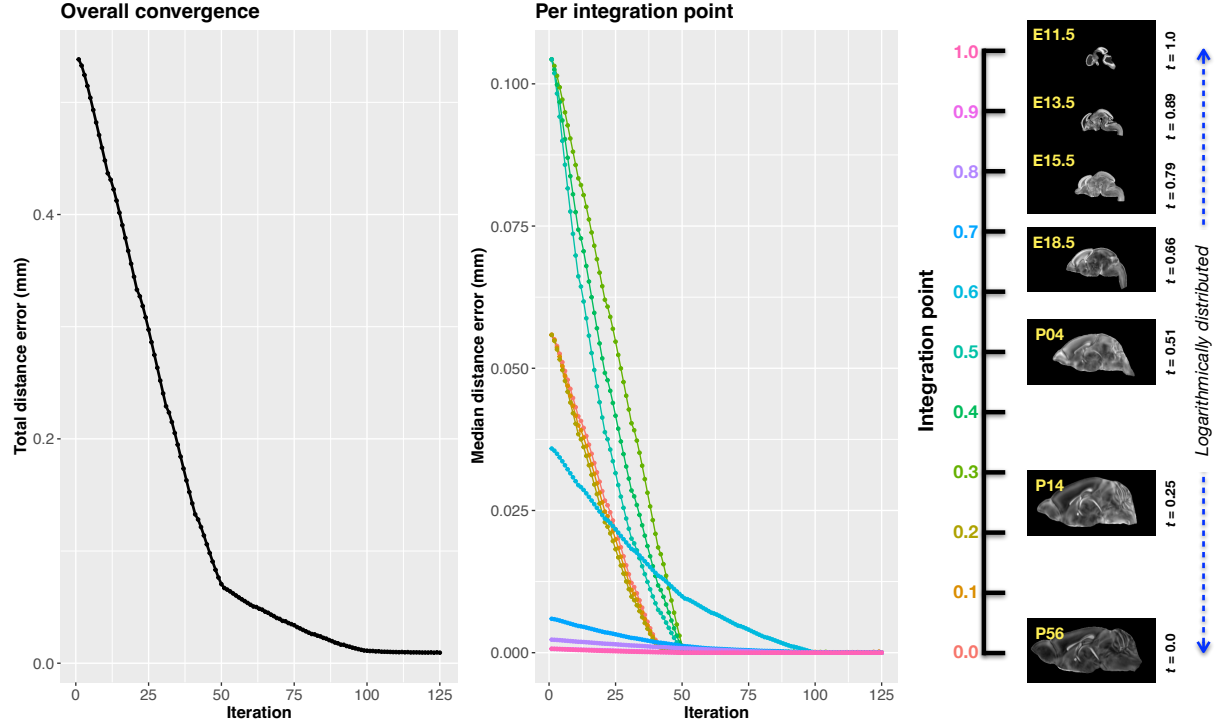 Overall convergence
Total distance error (mm)
0.4
0.2
0.0
0
25
50
75
100
125
Iteration
Per integration point
Median distance error (mm)
0.100
0.075
0.050
0.025
0.000
0
25
50
75
100
125
Iteration
Integration point
1.0
0.9
0.8
0.7
0.6
0.5
0.4
0.3
0.2
0.1
0.0
E11.5
t = 1.0
E13.5
t = 0.89
E15.5
t = 0.79
E18.5
t = 0.66
P04
t = 0.51
P14
t = 0.25
P56
t = 0.0
Logarithmically distributed